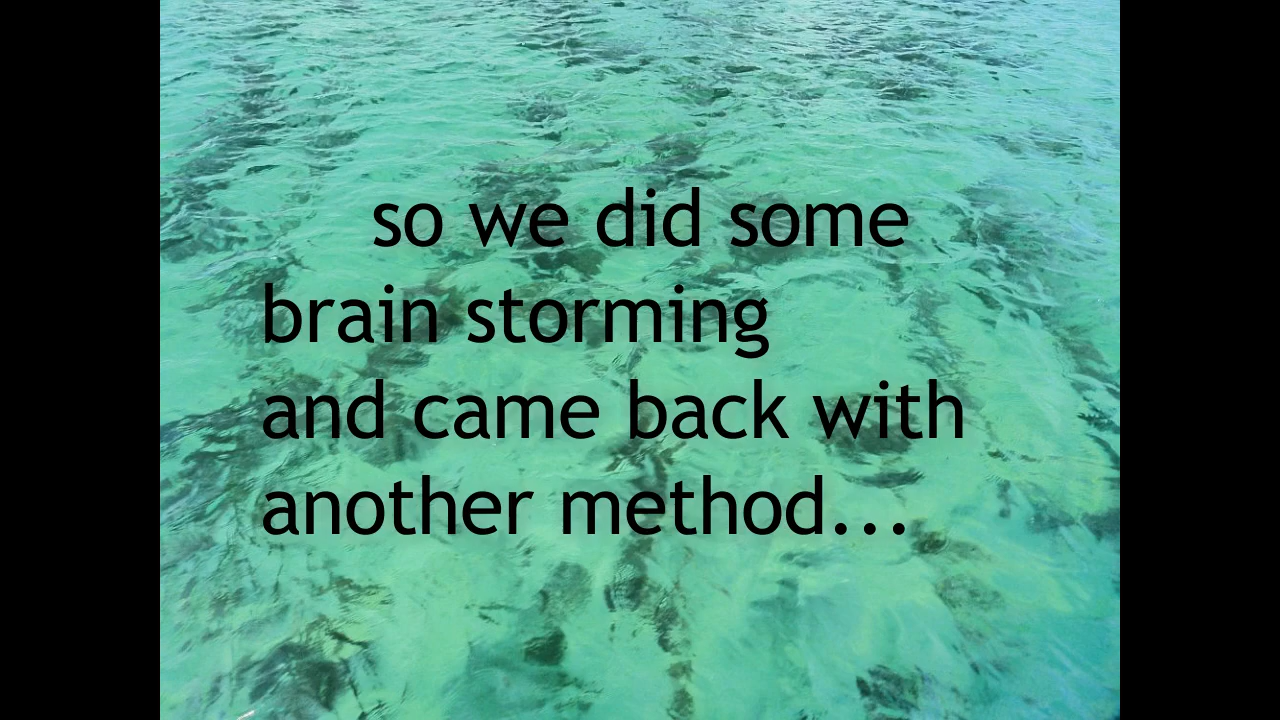 so we did some
brain storming
and came back with
another method...